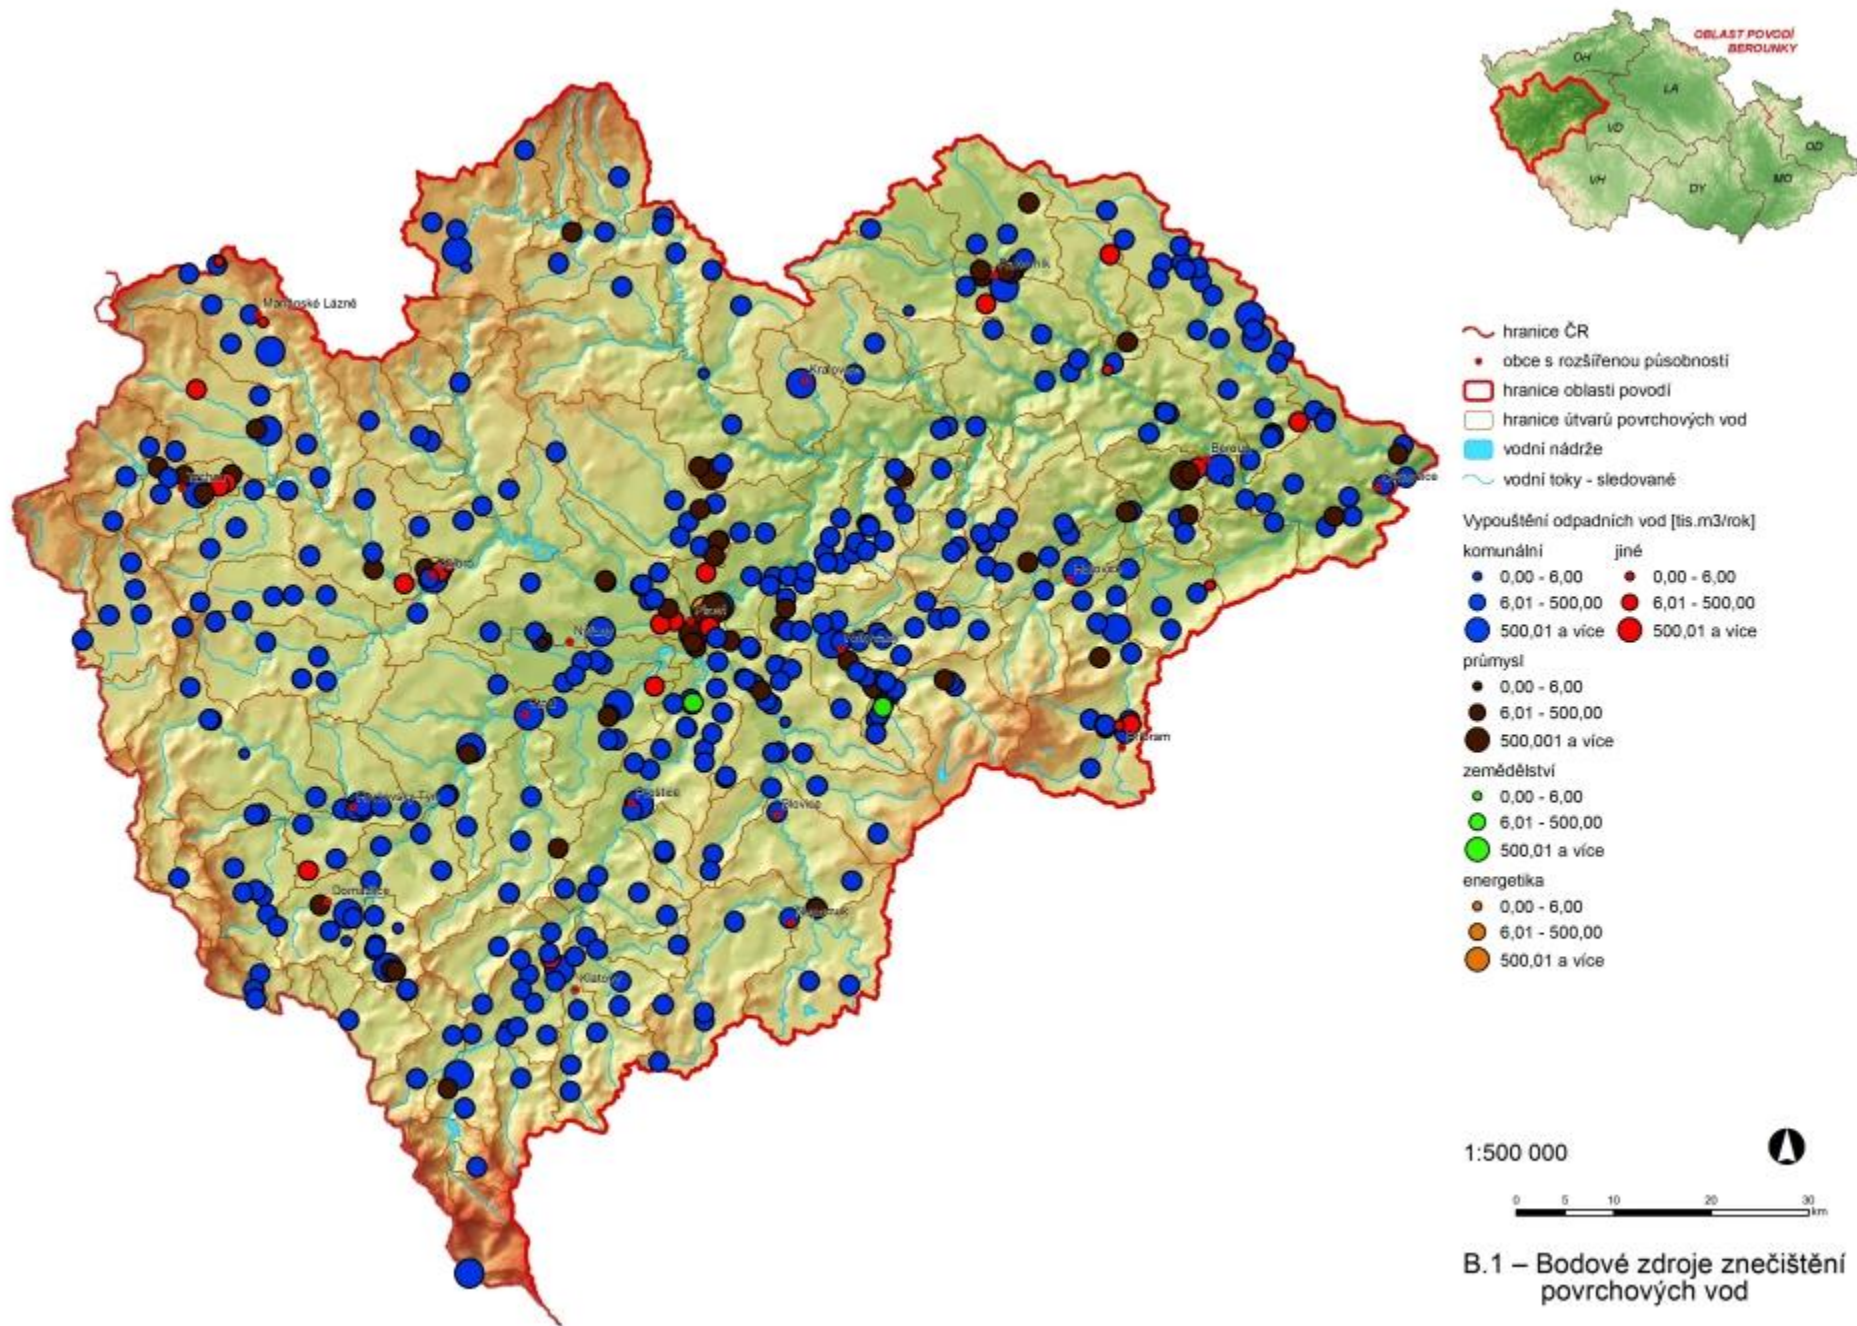 OBLAST POVODÍ
BEROUNKY
OH
LA
VD
OD
VH
DY
MO
Mariánské Lázně
Kralovice
Beroun
Plzeň
Hořovice
Příbram
Přeštice
Blovice
Domažlice
Klatovy
hranice ČR
obce s rozšířenou působností
hranice oblasti povodí
hranice útvarů povrchových vod
vodní nádrže
vodní toky - sledované
Vypouštění odpadních vod [tis.m3/rok]
komunální jiné
0,00 - 6,00 0,00 - 6,00
6,01 - 500,00 6,01 - 500,00
500,01 a více 500,01 a více
průmysl
0,00 - 6,00
6,01 - 500,00
500,001 a více
zemědělství
0,00 - 6,00
6,01 - 500,00
500,01 a více
energetika
0,00 - 6,00
6,01 - 500,00
500,01 a více
1:500 000
0 5 10 20 30
km
B.1 – Bodové zdroje znečištění
povrchových vod